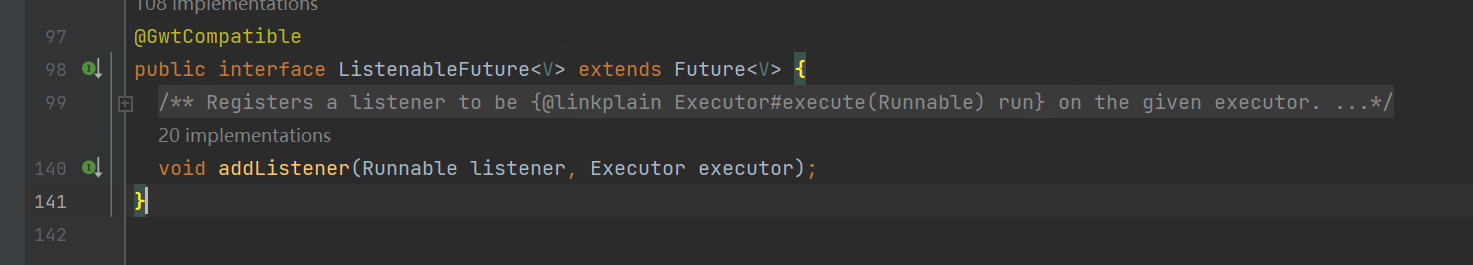 108 implementations
97 @GwtCompatible
98 public interface ListenableFuture<V> extends Future<V> {
99 /** Registers a listener to be {@linkplain Executor#execute(Runnable) run} on the given executor. ...*/
20 implementations
140 void addListener(Runnable listener, Executor executor);
141 }
142